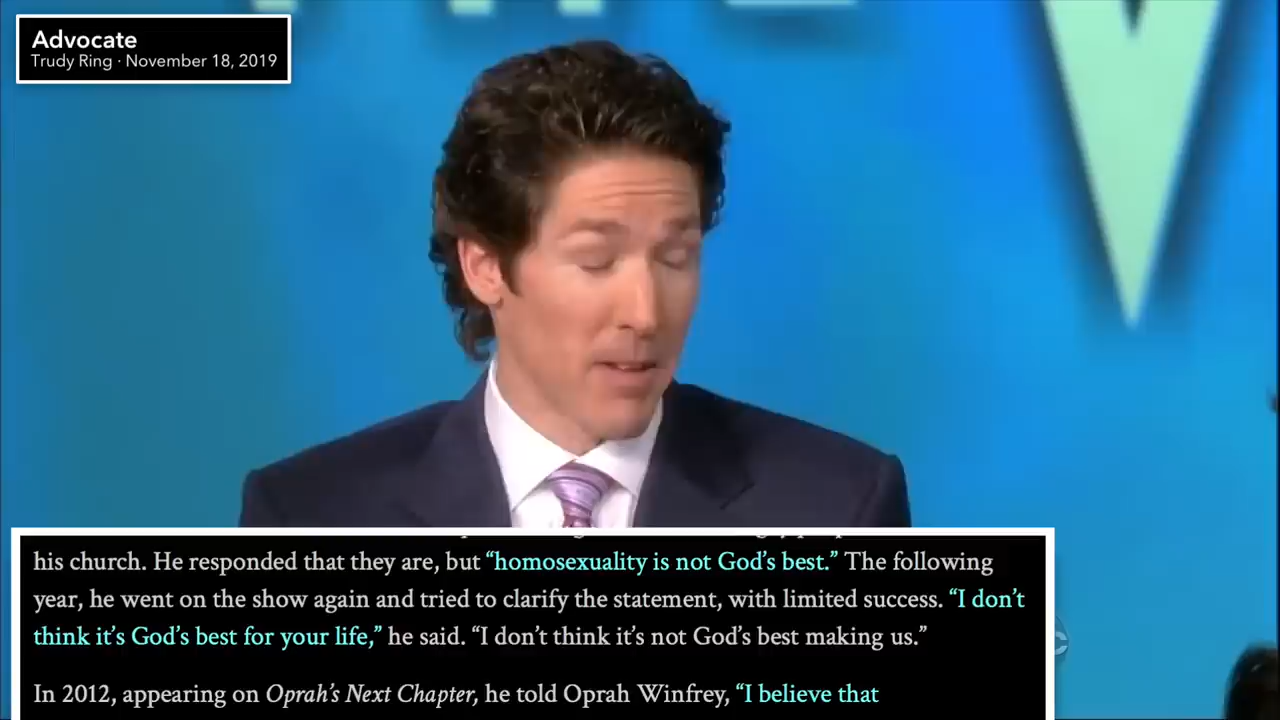 Advocate
Trudy Ring · November 18, 2019
his church. He responded that they are, but “homosexuality is not God’s best.” The following
year, he went on the show again and tried to clarify the statement, with limited success. “I don’t
think it’s God’s best for your life,” he said. “I don’t think it’s not God’s best making us.”
In 2012, appearing on Oprah’s Next Chapter, he told Oprah Winfrey, “I believe that